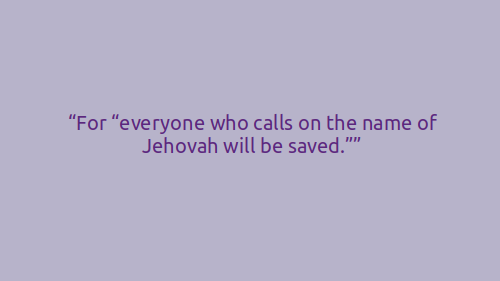 “For “everyone who calls on the name of
Jehovah will be saved.””